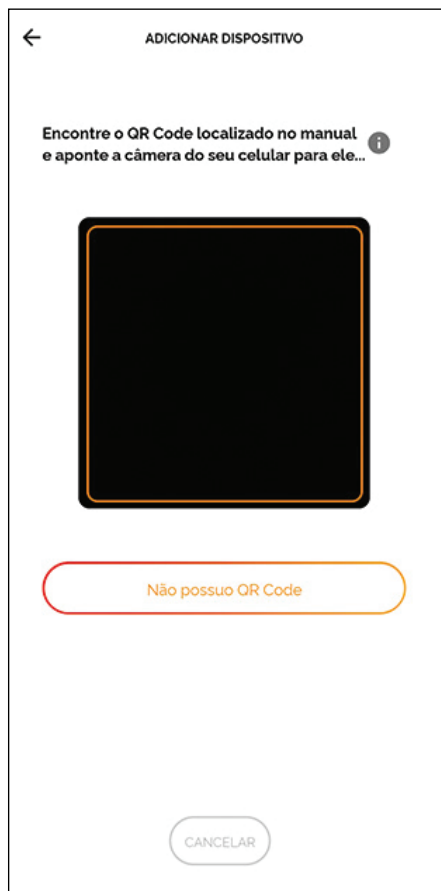 ADICIONAR DISPOSITIVO
Encontre o QR Code localizado no manual
e aponte a câmera do seu celular para ele...
i
Não possuo QR Code
CANCELAR